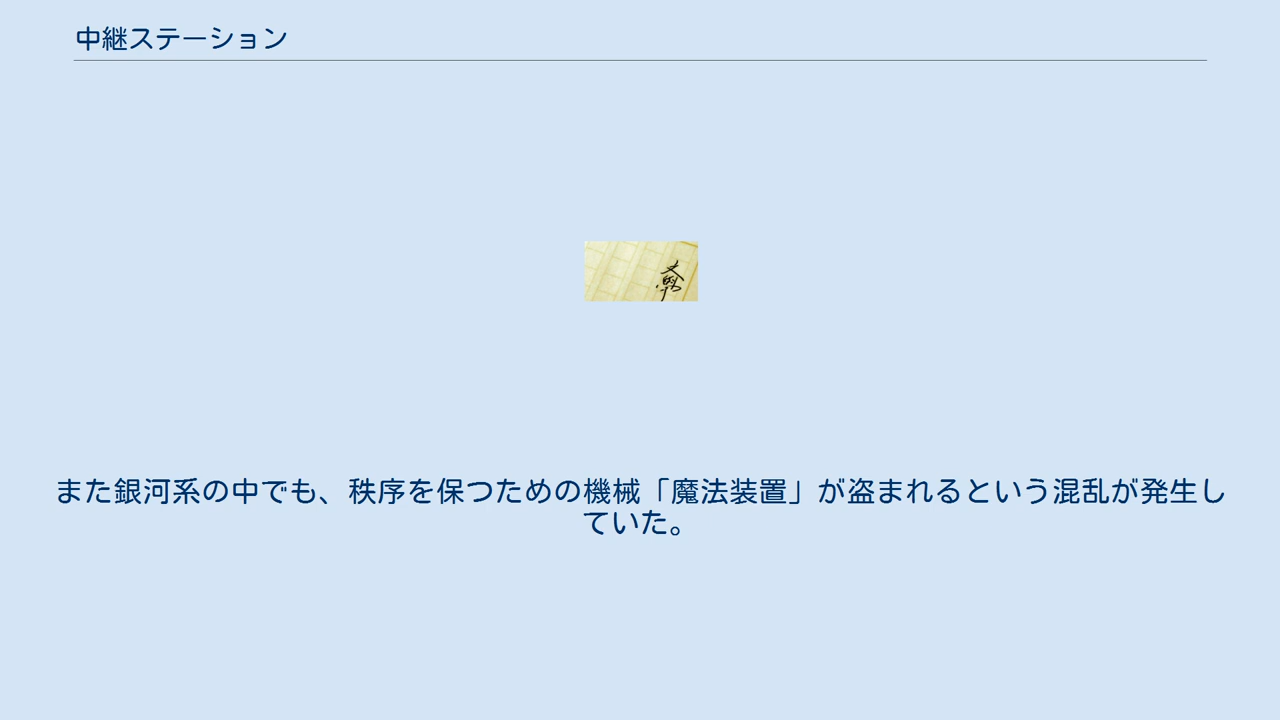 中継ステーション
また銀河系の中でも、秩序を保つための機械「魔法装置」が盗まれるという混乱が発生し
ていた。